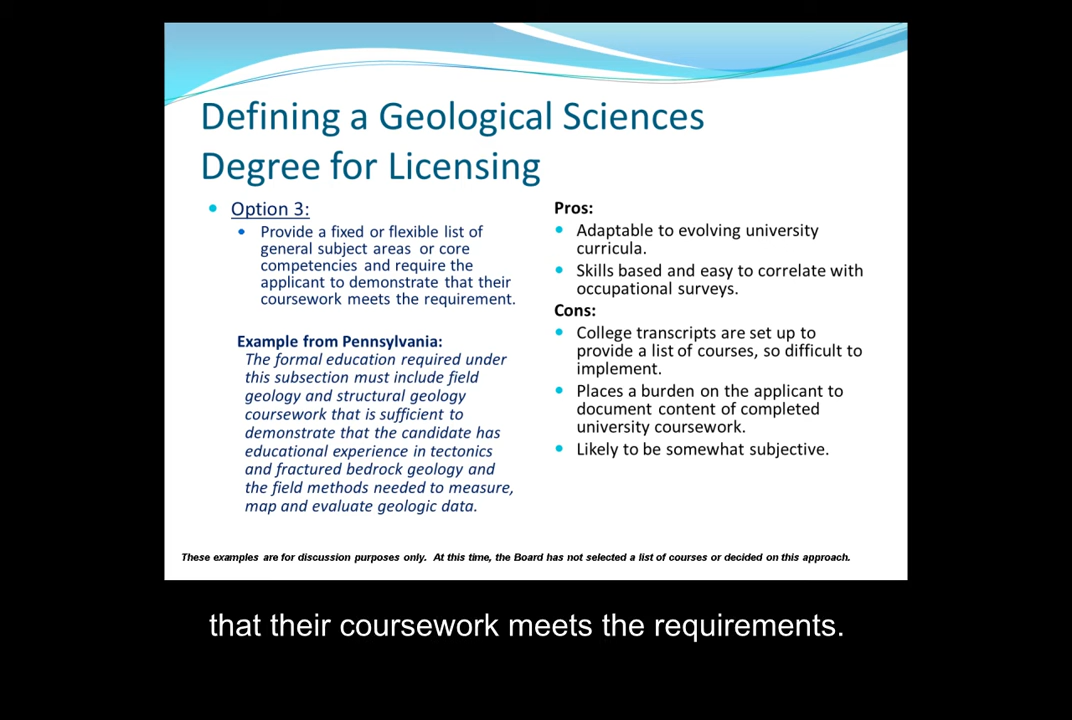 Defining a Geological Sciences
Degree for Licensing
Option 3:
Provide a fixed or flexible list of
general subject areas or core
competencies and require the
applicant to demonstrate that their
coursework meets the requirement.
Example from Pennsylvania:
The formal education required under
this subsection must include field
geology and structural geology
coursework that is sufficient to
demonstrate that the candidate has
educational experience in tectonics
and fractured bedrock geology and
the field methods needed to measure,
map and evaluate geologic data.
Pros:
Adaptable to evolving university
curricula.
Skills based and easy to correlate with
occupational surveys.
Cons:
College transcripts are set up to
provide a list of courses, so difficult to
implement.
Places a burden on the applicant to
document content of completed
university coursework.
Likely to be somewhat subjective.
These examples are for discussion purposes only. At this time, the Board has not selected a list of courses or decided on this approach.
that their coursework meets the requirements.